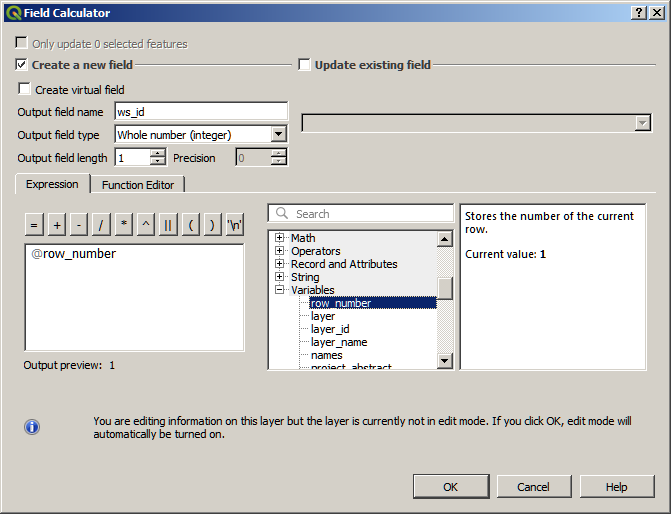 Field Calculator
Only update 0 selected features
Create a new field
Update existing field
Create virtual field
Output field name ws_id
Output field type Whole number (integer)
Output field length 1 Precision 0
Expression Function Editor
= + - / * ^ || ( ) '\n'
Search
@row_number
Math
Operators
Record and Attributes
String
Variables
row_number
layer
layer_id
layer_name
names
project_abstract
Stores the number of the current
row.
Current value: 1
Output preview: 1
You are editing information on this layer but the layer is currently not in edit mode. If you click OK, edit mode will
automatically be turned on.
OK Cancel Help